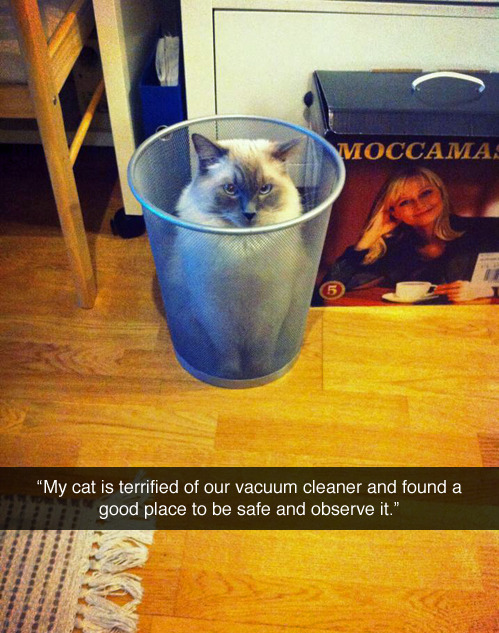 MOCCAMAS
5
“My cat is terrified of our vacuum cleaner and found a
good place to be safe and observe it.”